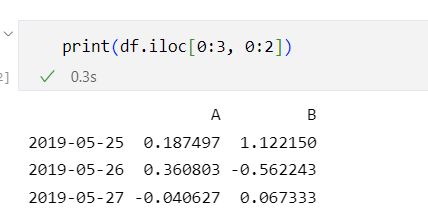 print(df.iloc[0:3, 0:2])
2] 0.3s
A B
2019-05-25 0.187497 1.122150
2019-05-26 0.360803 -0.562243
2019-05-27 -0.040627 0.067333